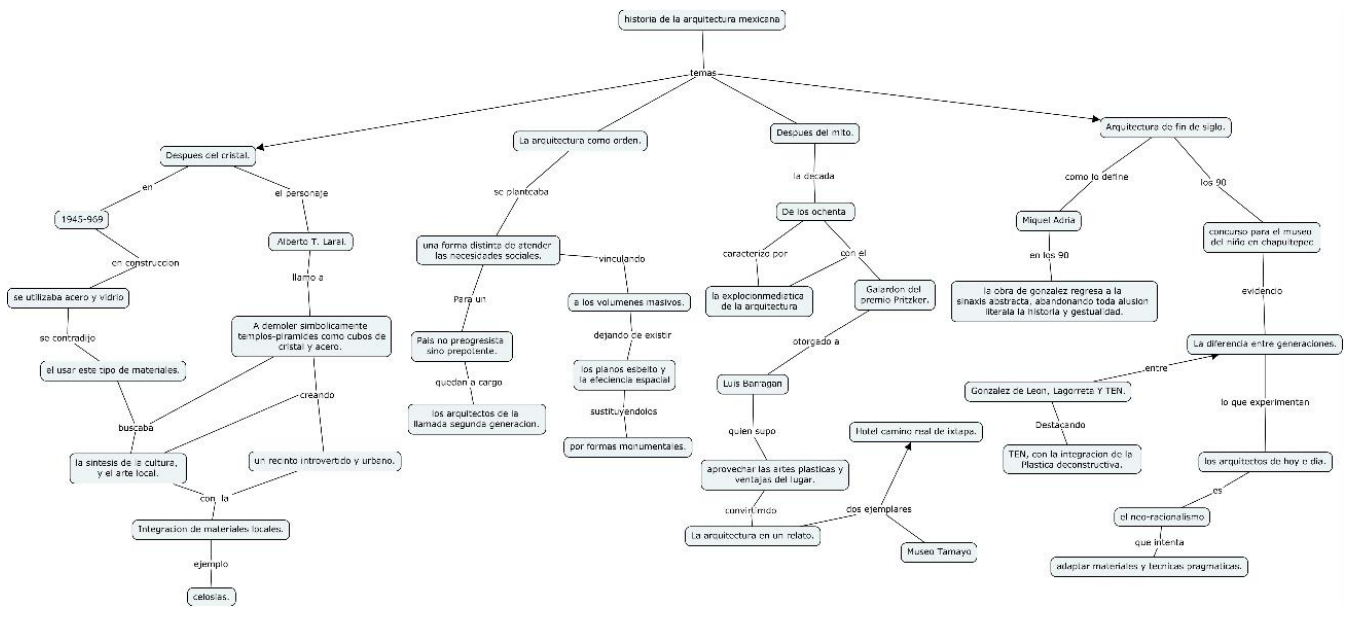 historia de la arquitectura mexicana
temas
Despues del cristal.
en
1945-969
en construccion
se utilizaba acero y vidrio
se contradijo
el usar este tipo de materiales.
buscaba
el personaje
Alberto T. Larai.
llamo a
A demoler simbolicamente
templos-piramides como cubos de
cristal y acero.
creando
la sintesis de la cultura,
y el arte local.
un recinto introvertido y urbano.
con la
Integracion de materiales locales.
ejemplo
celosias.
La arquitectura como orden.
se planteaba
una forma distinta de atender
las necesidades sociales.
Para un
Pais no preogresista
sino prepotente.
quedan a cargo
los arquitectos de la
llamada segunda generacion.
vinculando
a los volumenes masivos.
dejando de existir
los planos esbelto y
la efeciencia espacial
sustituyendolos
por formas monumentales.
Despues del mito.
la decada
De los ochenta
caracterizo por
la explocionmediatica
de la arquitectura
con el
Galardon del
premio Pritzker.
otorgado a
Luis Barragan
quien supo
aprovechar las artes plasticas y
ventajas del lugar.
convirtimdo
La arquitectura en un relato.
dos ejemplares
Hotel camino real de ixtapa.
Museo Tamayo
Arquitectura de fin de siglo.
como lo define
Miquel Adria
en los 90
la obra de gonzalez regresa a la
sinaxis abstracta, abandonando toda alusion
literala la historia y gestualidad.
los 90
concurso para el museo
del niño en chapultepec
evidencio
La diferencia entre generaciones.
entre
Gonzalez de Leon, Lagorreta Y TEN.
Destacando
TEN, con la integracion de la
Plastica deconstructiva.
lo que experimentan
los arquitectos de hoy e dia.
es
el neo-racionalismo
que intenta
adaptar materiales y tecnicas pragmaticas.